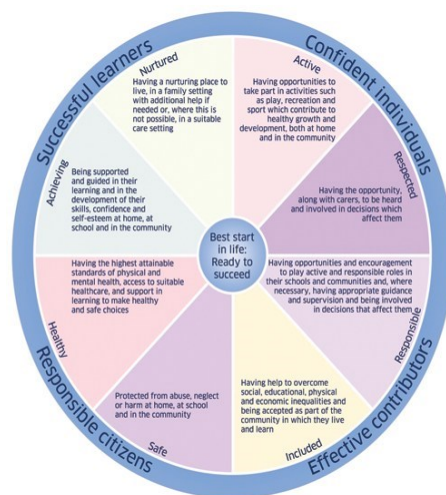 Successful learners
Confident individuals
Nurtured
Having a nurturing place to
live, in a family setting
with additional help if
needed or, where this is
not possible, in a suitable
care setting
Active
Having opportunities to
take part in activities such
as play, recreation and
sport which contribute to
healthy growth and
development, both at home
and in the community
Achieving
Being supported
and guided in their
learning and in the
development of their
skills, confidence and
self-esteem at home, at
school and in the community
Respected
Having the opportunity,
along with carers, to be heard
and involved in decisions which
affect them
Best start
in life:
Ready to
succeed
Healthy
Having the highest attainable
standards of physical and
mental health, access to suitable
healthcare, and support in
learning to make healthy
and safe choices
Having opportunities and encouragement
to play active and responsible roles in
their schools and communities and, where
necessary, having appropriate guidance
and supervision and being involved
in decisions that affect them
Responsible
Protected from abuse, neglect
or harm at home, at school
and in the community
Safe
Having help to overcome
social, educational, physical
and economic inequalities and
being accepted as part of the
community in which they live
and learn
Included
Responsible citizens
Effective contributors